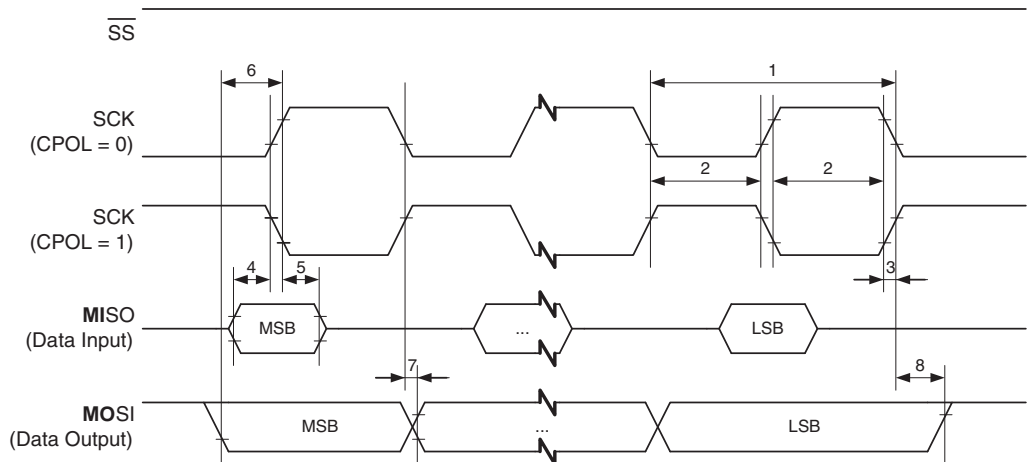 SS
6
1
SCK
(CPOL = 0)
2
2
SCK
(CPOL = 1)
4
5
3
MISO
(Data Input)
MSB
...
LSB
7
8
MOSI
(Data Output)
MSB
...
LSB